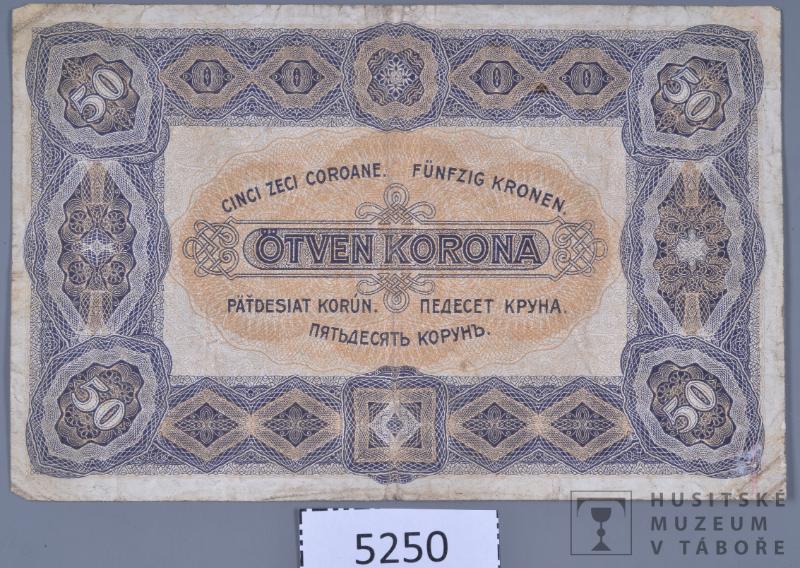 50
50
CINCI ZECI COROANE. FÜNFZIG KRONEN.
ÖTVEN KORONA
PÄŤDESIAT KORÚN. ПЕДЕСЕТ КРУНА.
ПЯТЬДЕСЯТЬ КОРУНЪ.
50
50
5250
HUSITSKÉ
MUZEUM
V TÁBOŘE